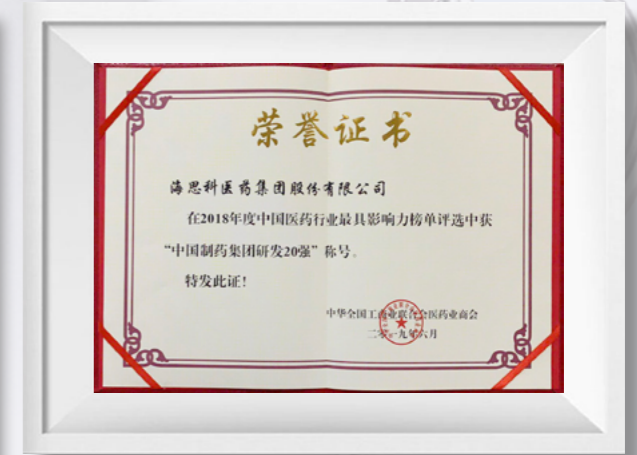 荣誉证书
海思科医药集团股份有限公司
在2018年度中国医药行业最具影响力榜单评选中获
“中国制药集团研发20强”称号。
特发此证!
中华全国工商业联合会医药业商会
二零一九年六月